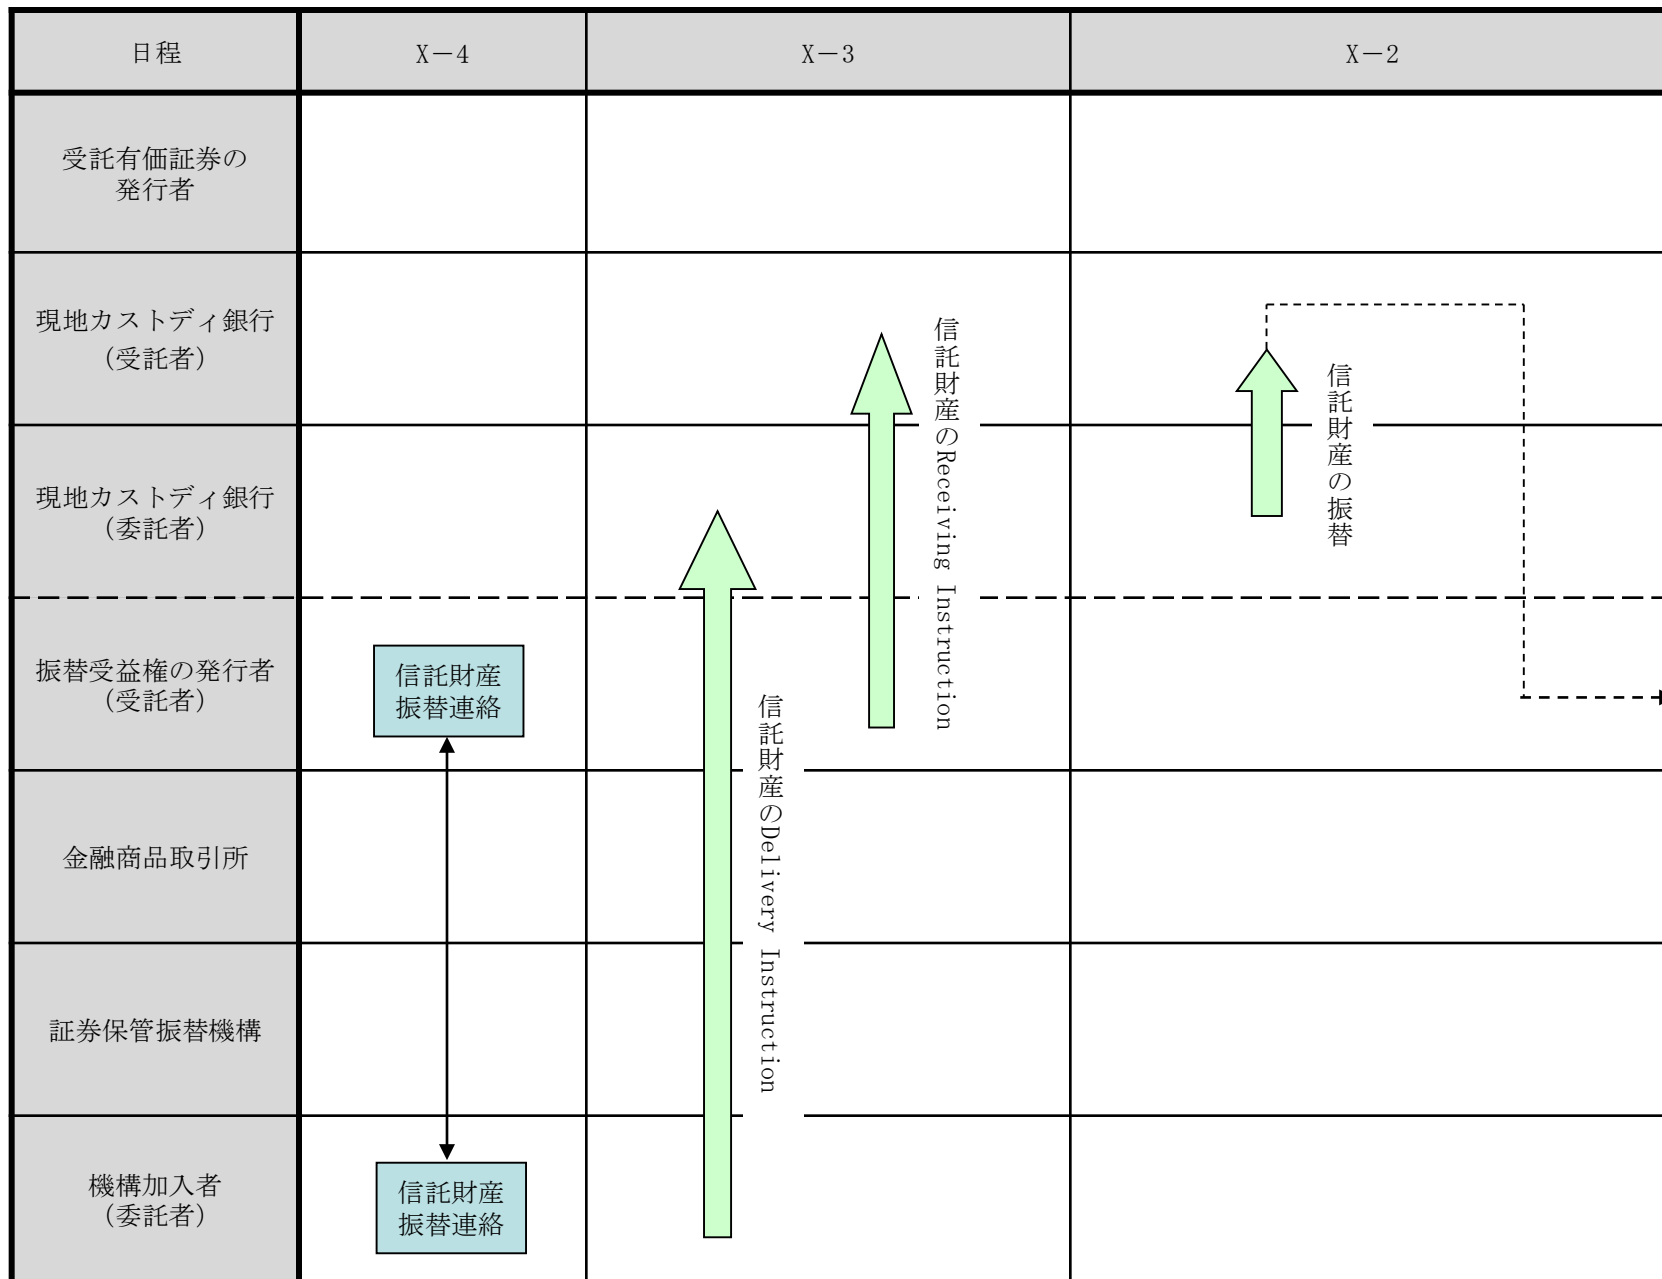 日程
X－4
X－3
X－2
受託有価証券の
発行者
現地カストディ銀行
（受託者）
信託財産のReceiving Instruction
信託財産の振替
現地カストディ銀行
（委託者）
振替受益権の発行者
（受託者）
信託財産
振替連絡
信託財産のDelivery Instruction
金融商品取引所
証券保管振替機構
機構加入者
（委託者）
信託財産
振替連絡